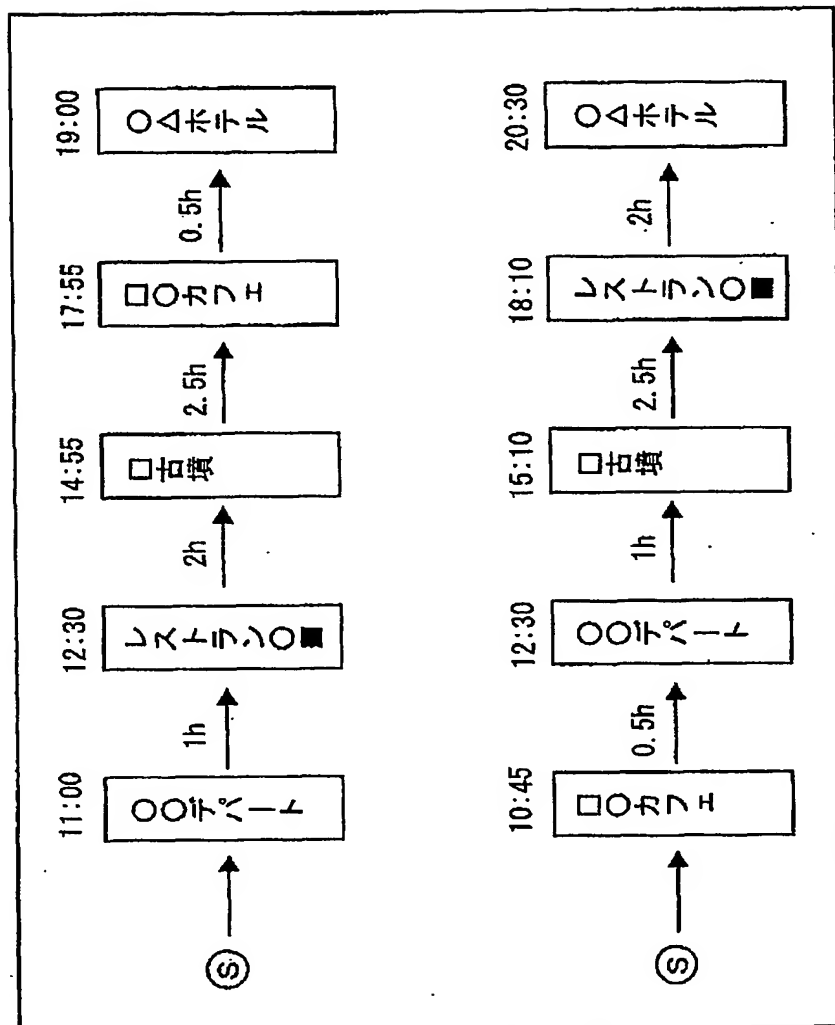 11:00
12:30
14:55
17:55
19:00
Ⓢ
○○デパート
1h
レストラン○■
2h
□古墳
2.5h
□○カフェ
0.5h
○△ホテル
10:45
12:30
15:10
18:10
20:30
Ⓢ
□○カフェ
0.5h
○○デパート
1h
□古墳
2.5h
レストラン○■
2h
○△ホテル